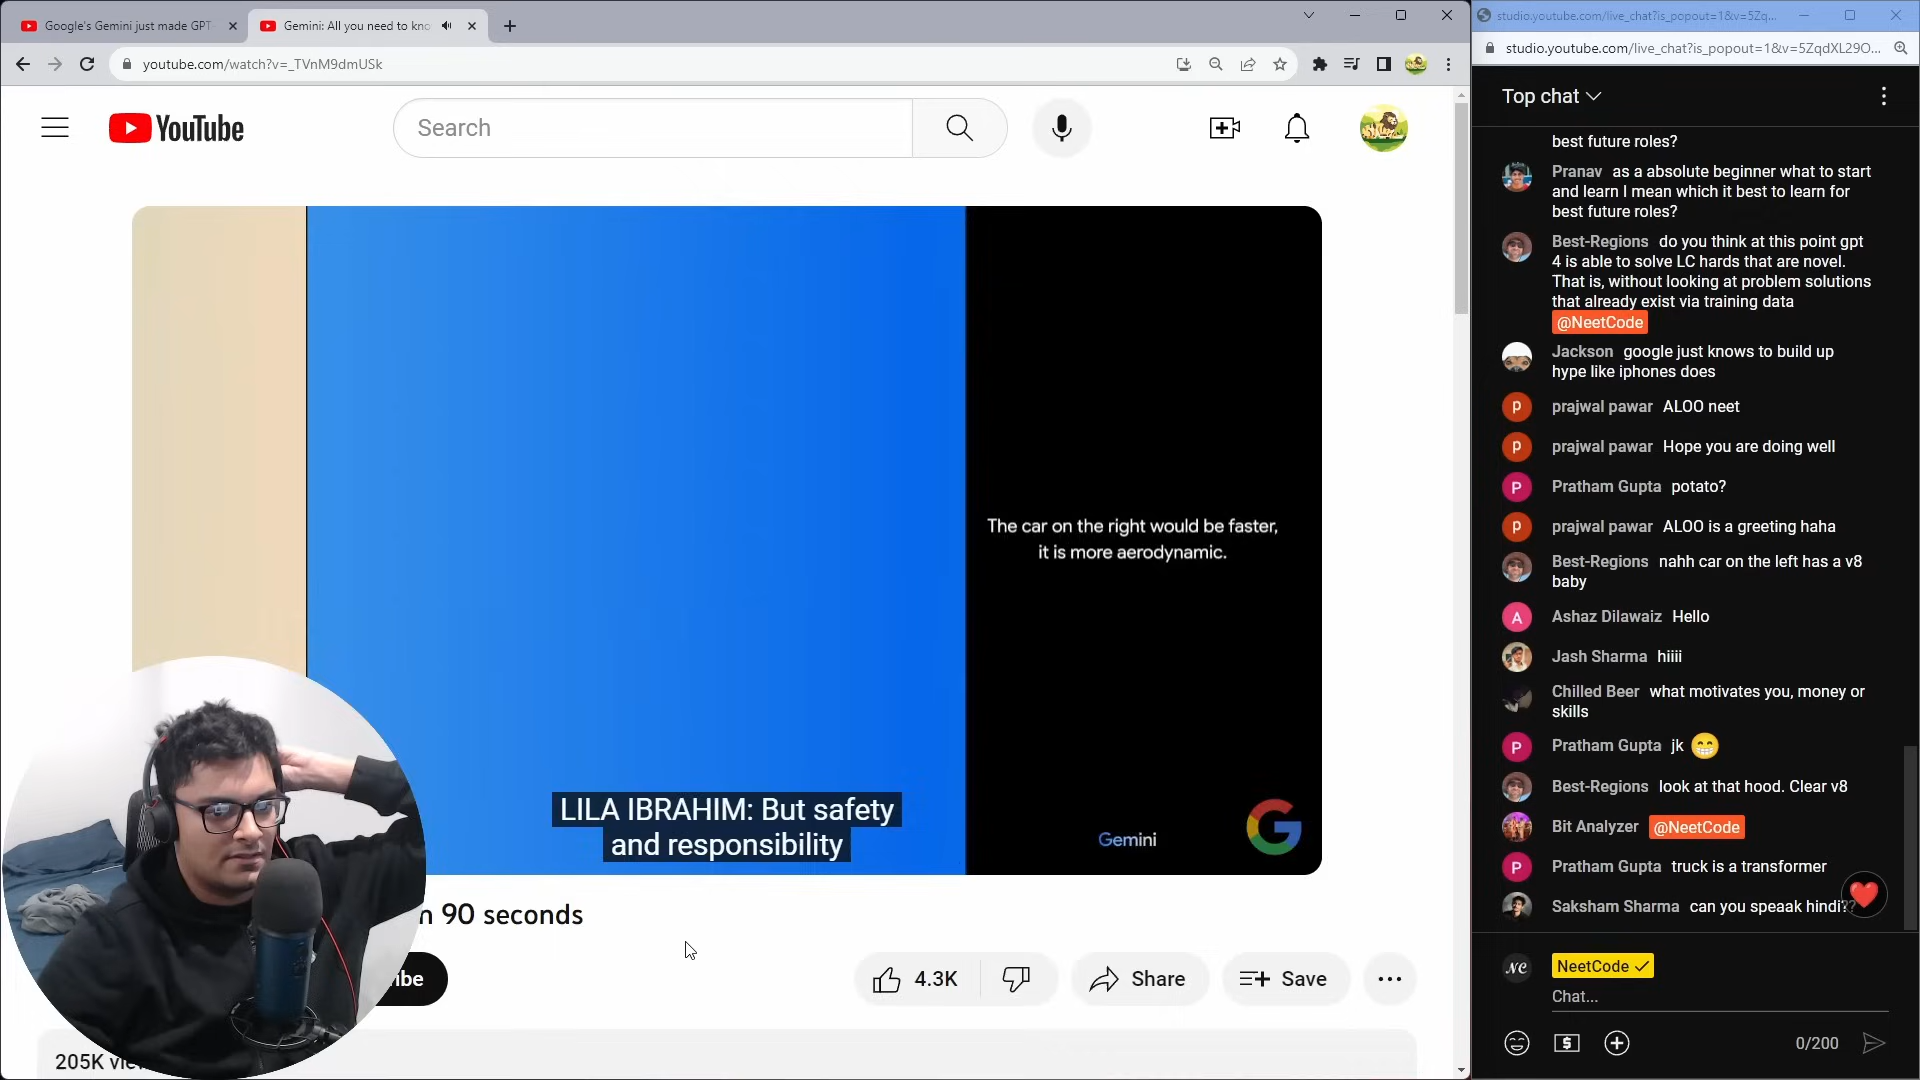 Google's Gemini just made GPT
Gemini: All you need to kno
studio.youtube.com/live_chat?is_popout=1&v=5Zq...
youtube.com/watch?v=_TVnM9dmUSk
studio.youtube.com/live_chat?is_popout=1&v=5ZqdXL29O...
YouTube
Search
The car on the right would be faster,
it is more aerodynamic.
LILA IBRAHIM: But safety
and responsibility
Gemini
G
n 90 seconds
ibe
4.3K
Share
Save
205K vie
Top chat
best future roles?
Pranav as a absolute beginner what to start
and learn I mean which it best to learn for
best future roles?
Best-Regions do you think at this point gpt
4 is able to solve LC hards that are novel.
That is, without looking at problem solutions
that already exist via training data
@NeetCode
Jackson google just knows to build up
hype like iphones does
p
prajwal pawar ALOO neet
p
prajwal pawar Hope you are doing well
P
Pratham Gupta potato?
p
prajwal pawar ALOO is a greeting haha
Best-Regions nahh car on the left has a v8
baby
A
Ashaz Dilawaiz Hello
Jash Sharma hiiii
Chilled Beer what motivates you, money or
skills
P
Pratham Gupta jk
Best-Regions look at that hood. Clear v8
Bit Analyzer @NeetCode
P
Pratham Gupta truck is a transformer
Saksham Sharma can you speaak hindi??
NC
NeetCode
Chat...
0/200